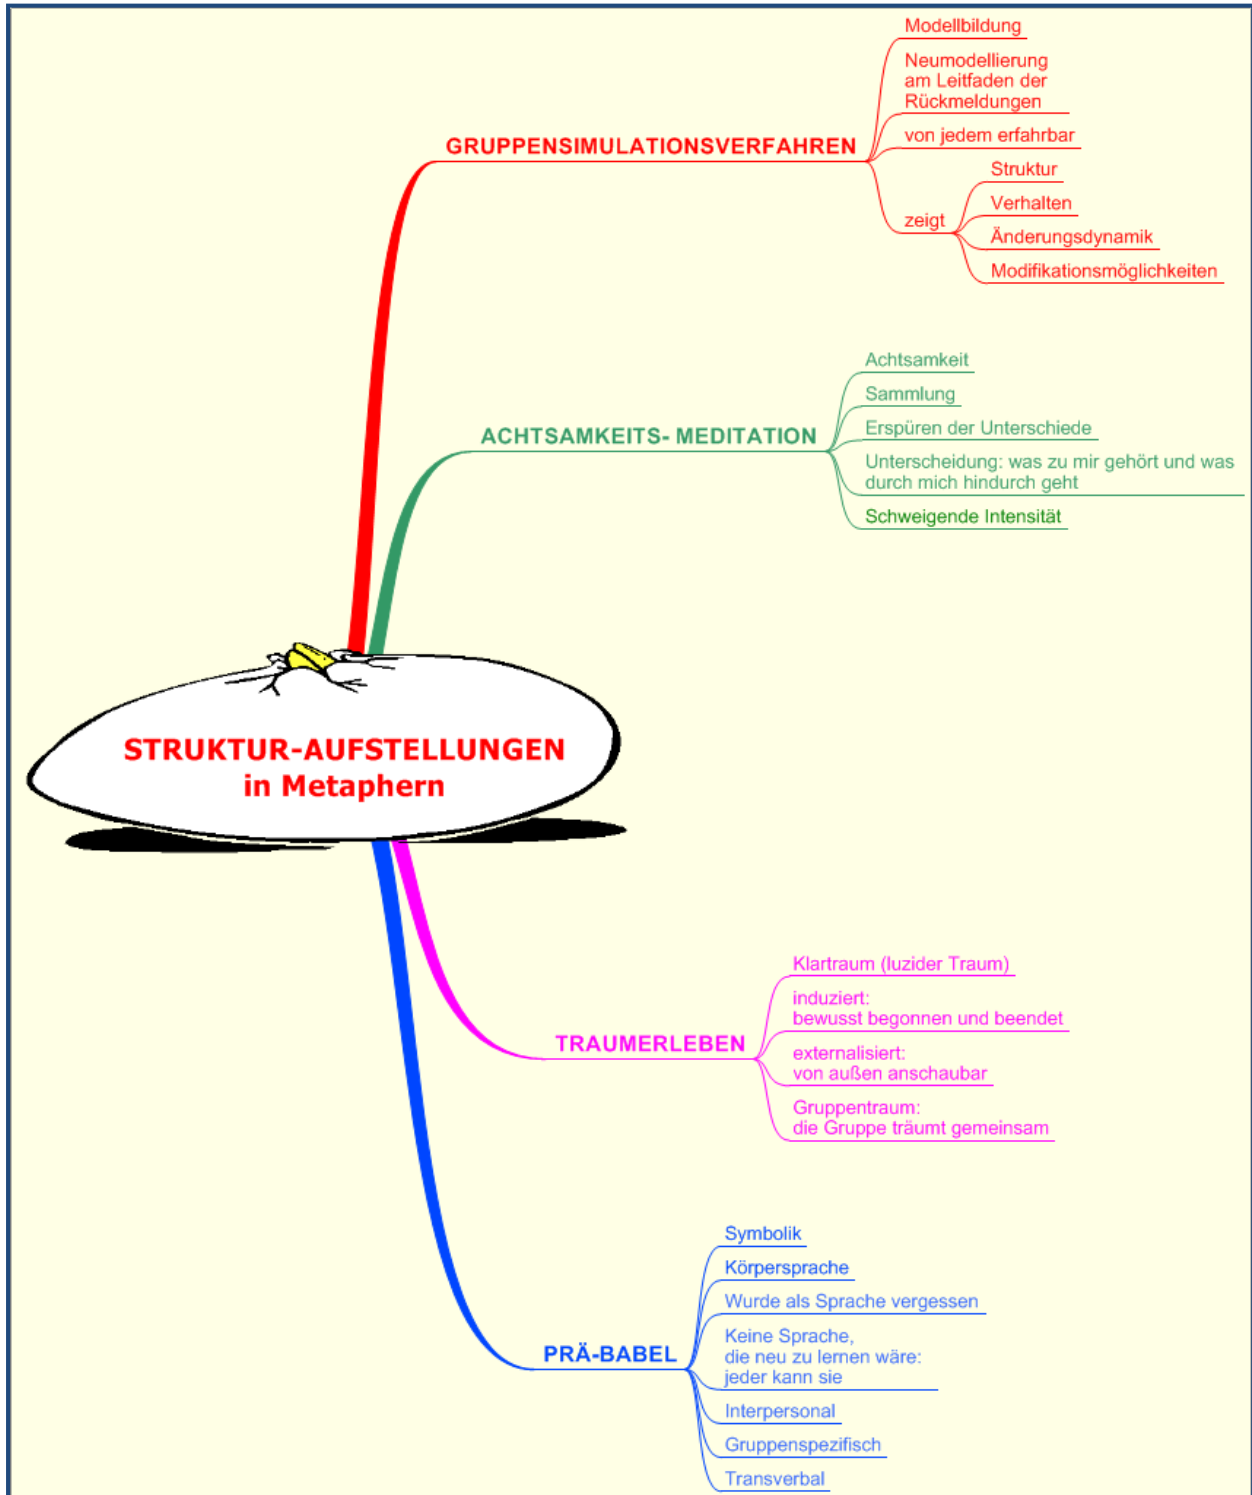 Modellbildung
Neumodellierung
am Leitfaden der
Rückmeldungen
von jedem erfahrbar
GRUPPENSIMULATIONSVERFAHREN
zeigt
Struktur
Verhalten
Änderungsdynamik
Modifikationsmöglichkeiten
ACHTSAMKEITS- MEDITATION
Achtsamkeit
Sammlung
Erspüren der Unterschiede
Unterscheidung: was zu mir gehört und was
durch mich hindurch geht
Schweigende Intensität
STRUKTUR-AUFSTELLUNGEN
in Metaphern
TRAUMERLEBEN
Klartraum (luzider Traum)
induziert:
bewusst begonnen und beendet
externalisiert:
von außen anschaubar
Gruppentraum:
die Gruppe träumt gemeinsam
PRÄ-BABEL
Symbolik
Körpersprache
Wurde als Sprache vergessen
Keine Sprache,
die neu zu lernen wäre:
jeder kann sie
Interpersonal
Gruppenspezifisch
Transverbal